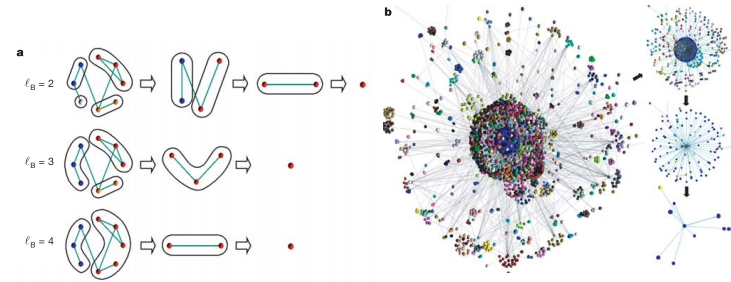 a
b
ℓB = 2
ℓB = 3
ℓB = 4